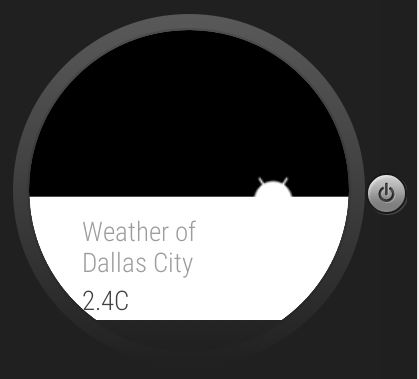 Weather of
Dallas City
2.4C